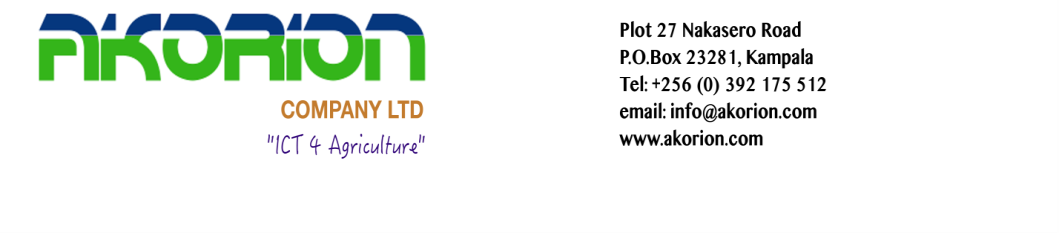 AKORION
COMPANY LTD
"ICT 4 Agriculture"
Plot 27 Nakasero Road
P.O.Box 23281, Kampala
Tel: +256 (0) 392 175 512
email: info@akorion.com
www.akorion.com